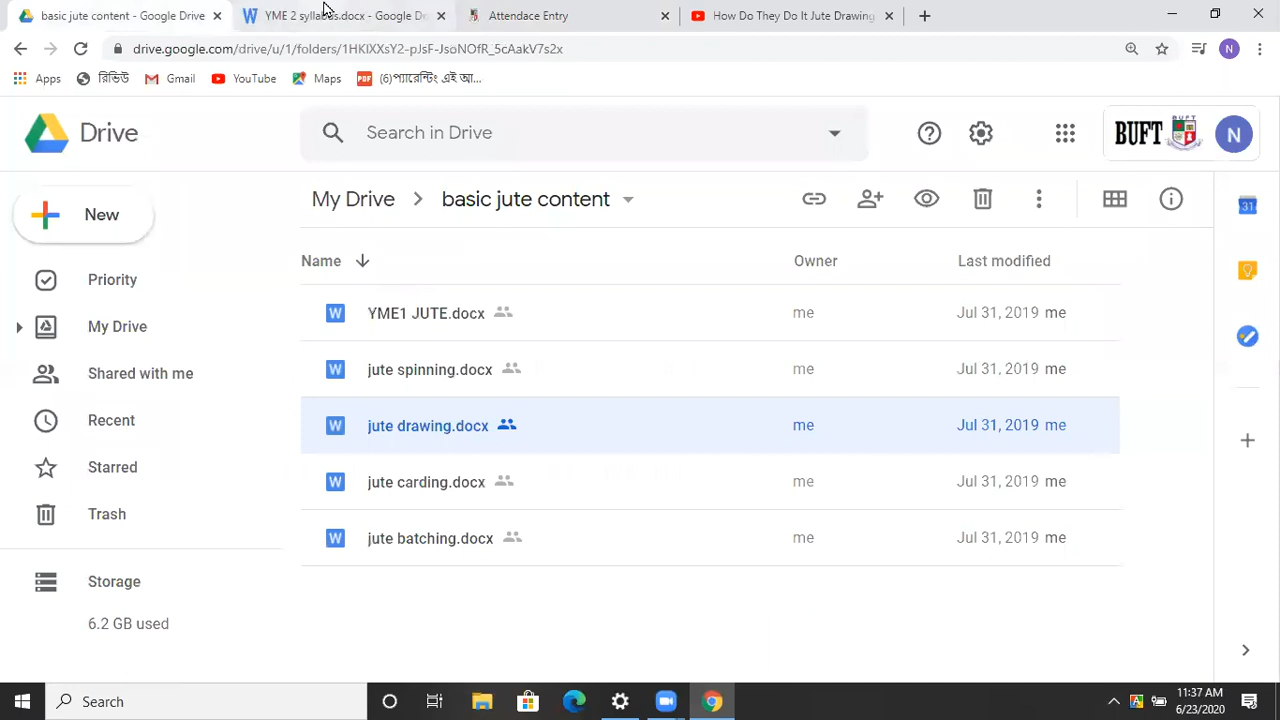 basic jute content - Google Drive
YME 2 syllabus.docx - Google D
Attendace Entry
How Do They Do It Jute Drawing
drive.google.com/drive/u/1/folders/1HKlXXsY2-pJsF-JsoNOfR_5cAakV7s2x
Apps
রিভিউ
Gmail
YouTube
Maps
PDF
(6)প্যারেন্টিং এই আ...
Drive
Search in Drive
BUFT
N
New
My Drive
basic jute content
Priority
My Drive
Shared with me
Recent
Starred
Trash
Storage
6.2 GB used
Name
Owner
Last modified
YME1 JUTE.docx
me
Jul 31, 2019 me
jute spinning.docx
me
Jul 31, 2019 me
jute drawing.docx
me
Jul 31, 2019 me
jute carding.docx
me
Jul 31, 2019 me
jute batching.docx
me
Jul 31, 2019 me
31
Search
11:37 AM
6/23/2020